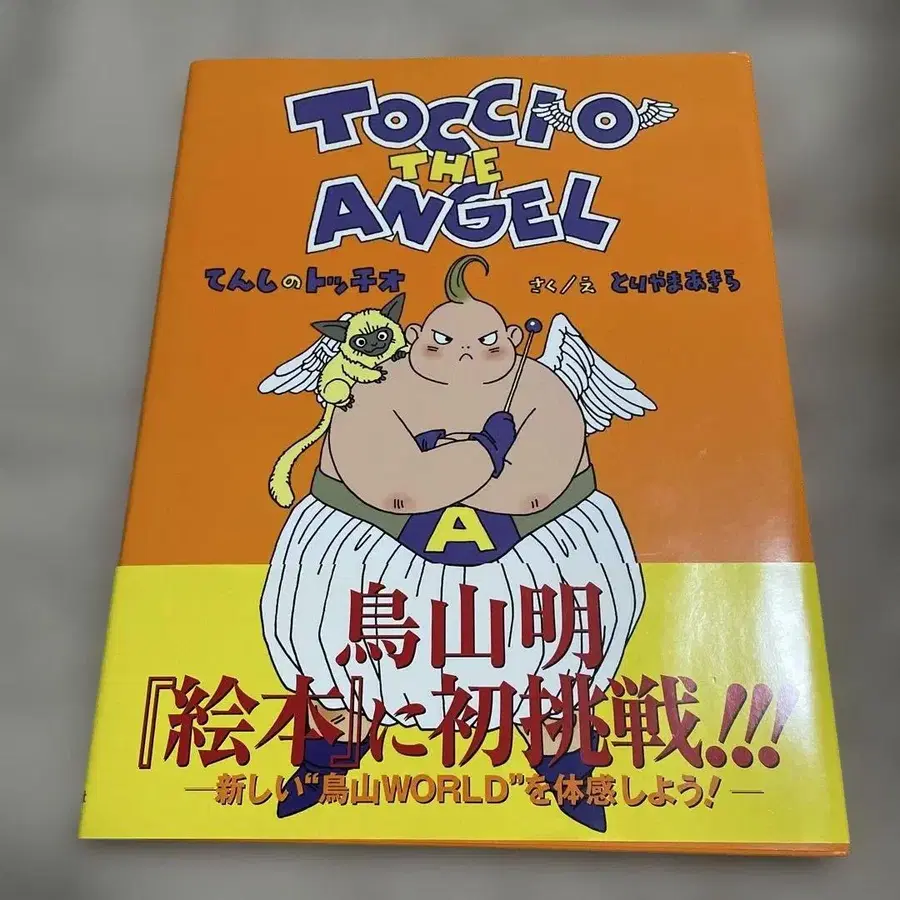 TOCCIO
THE
ANGEL
てんしのトッチオ さく/え とりやまあきら
A
鳥山明
『絵本』に初挑戦!!!
—新しい“鳥山WORLD”を体感しよう!—